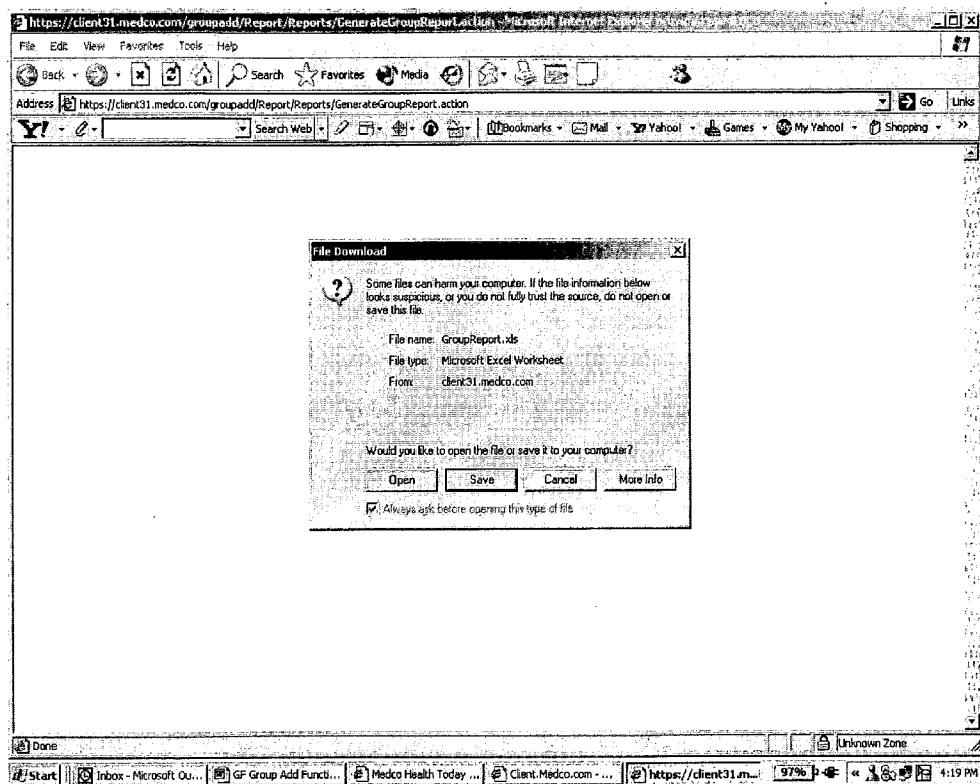 https://client31.medco.com/groupadd/Report/Reports/GenerateGroupReport.action - Microsoft Internet Explorer
File Edit View Favorites Tools Help
Back Search Favorites Media
Address https://client31.medco.com/groupadd/Report/Reports/GenerateGroupReport.action Go Links
Y! Search Web Bookmarks Mail Yahoo! Games My Yahoo! Shopping »
File Download
Some files can harm your computer. If the file information below
looks suspicious, or you do not fully trust the source, do not open or
save this file.
File name: GroupReport.xls
File type: Microsoft Excel Worksheet
From: client31.medco.com
Would you like to open the file or save it to your computer?
Open Save Cancel More Info
Always ask before opening this type of file
Done Unknown Zone
Start Inbox - Microsoft Ou... GF Group Add Functi... Medco Health Today ... Client.Medco.com - ... https://client31.m... 97% « 4:19 PM